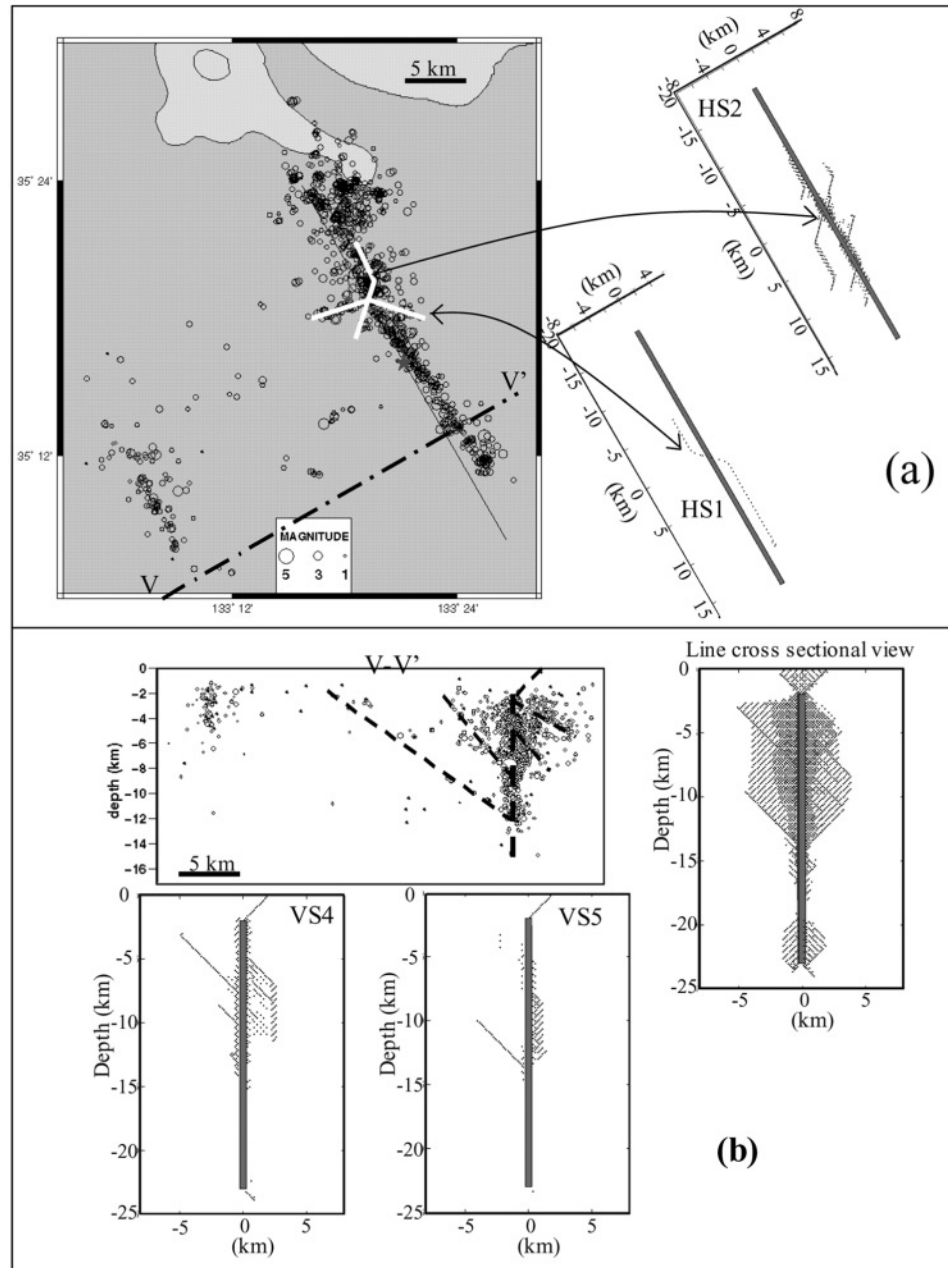 5 km
35° 24'
35° 12'
133° 12'
133° 24'
V
V'
MAGNITUDE
5 3 1
(km)
-8 -4 0 4 8
HS2
-20 -15 -10 -5 0 5 10 15
(km)
(km)
-8 -4 0 4
HS1
-20 -15 -10 -5 0 5 10 15
(km)
(a)
V-V'
depth (km)
0
-2
-4
-6
-8
-10
-12
-14
-16
5 km
Line cross sectional view
Depth (km)
0
-5
-10
-15
-20
-25
-5 0 5
(km)
VS4
Depth (km)
0
-5
-10
-15
-20
-25
-5 0 5
(km)
VS5
Depth (km)
0
-5
-10
-15
-20
-25
-5 0 5
(km)
(b)